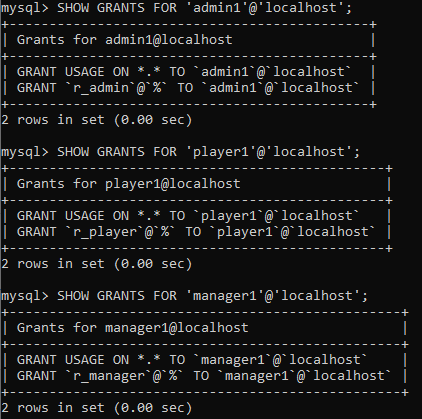 mysql> SHOW GRANTS FOR 'admin1'@'localhost';
+---------------------------------------------+
| Grants for admin1@localhost                 |
+---------------------------------------------+
| GRANT USAGE ON *.* TO `admin1`@`localhost`  |
| GRANT `r_admin`@`%` TO `admin1`@`localhost` |
+---------------------------------------------+
2 rows in set (0.00 sec)
mysql> SHOW GRANTS FOR 'player1'@'localhost';
+-----------------------------------------------+
| Grants for player1@localhost                  |
+-----------------------------------------------+
| GRANT USAGE ON *.* TO `player1`@`localhost`   |
| GRANT `r_player`@`%` TO `player1`@`localhost` |
+-----------------------------------------------+
2 rows in set (0.00 sec)
mysql> SHOW GRANTS FOR 'manager1'@'localhost';
+-------------------------------------------------+
| Grants for manager1@localhost                   |
+-------------------------------------------------+
| GRANT USAGE ON *.* TO `manager1`@`localhost`    |
| GRANT `r_manager`@`%` TO `manager1`@`localhost` |
+-------------------------------------------------+
2 rows in set (0.00 sec)